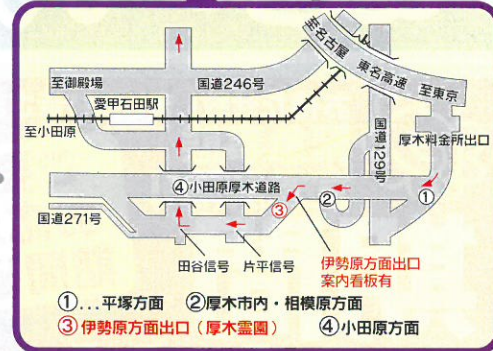 至名古屋
東名高速
至東京
至御殿場
国道246号
愛甲石田駅
至小田原
国道129号
厚木料金所出口
④小田原厚木道路
①
②
③
国道271号
田谷信号
片平信号
伊勢原方面出口
案内看板有
①…平塚方面 ②厚木市内・相模原方面
③伊勢原方面出口(厚木霊園) ④小田原方面